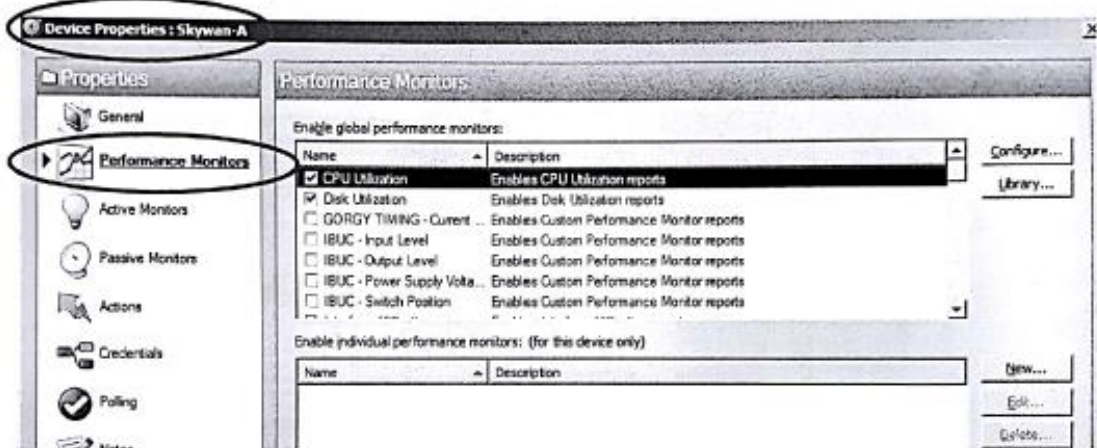 Device Properties : Skywan-A
Properties
General
Performance Monitors
Active Monitors
Passive Monitors
Actions
Credentials
Polling
Notes
Performance Monitors
Enable global performance monitors:
Name Description
CPU Utilization Enables CPU Utilization reports
Disk Utilization Enables Disk Utilization reports
GORGY TIMING - Current ... Enables Custom Performance Monitor reports
IBUC - Input Level Enables Custom Performance Monitor reports
IBUC - Output Level Enables Custom Performance Monitor reports
IBUC - Power Supply Volta... Enables Custom Performance Monitor reports
IBUC - Switch Position Enables Custom Performance Monitor reports
Configure...
Library...
Enable individual performance monitors: (for this device only)
Name Description
New...
Edit...
Delete...